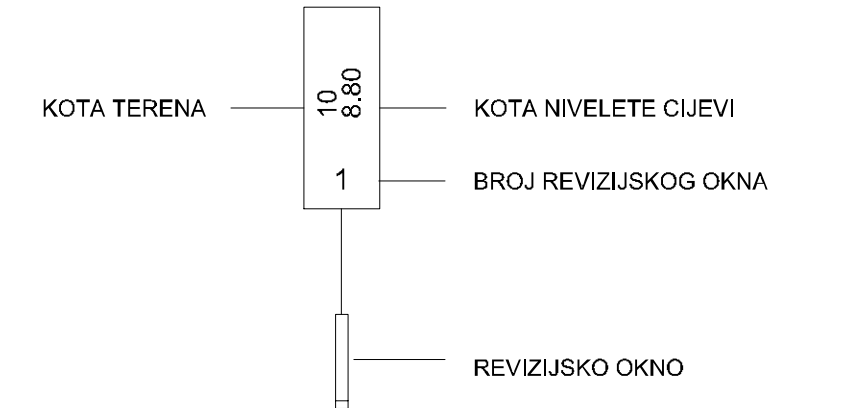 10
8.80
KOTA TERENA
KOTA NIVELETE CIJEVI
1
BROJ REVIZIJSKOG OKNA
REVIZIJSKO OKNO